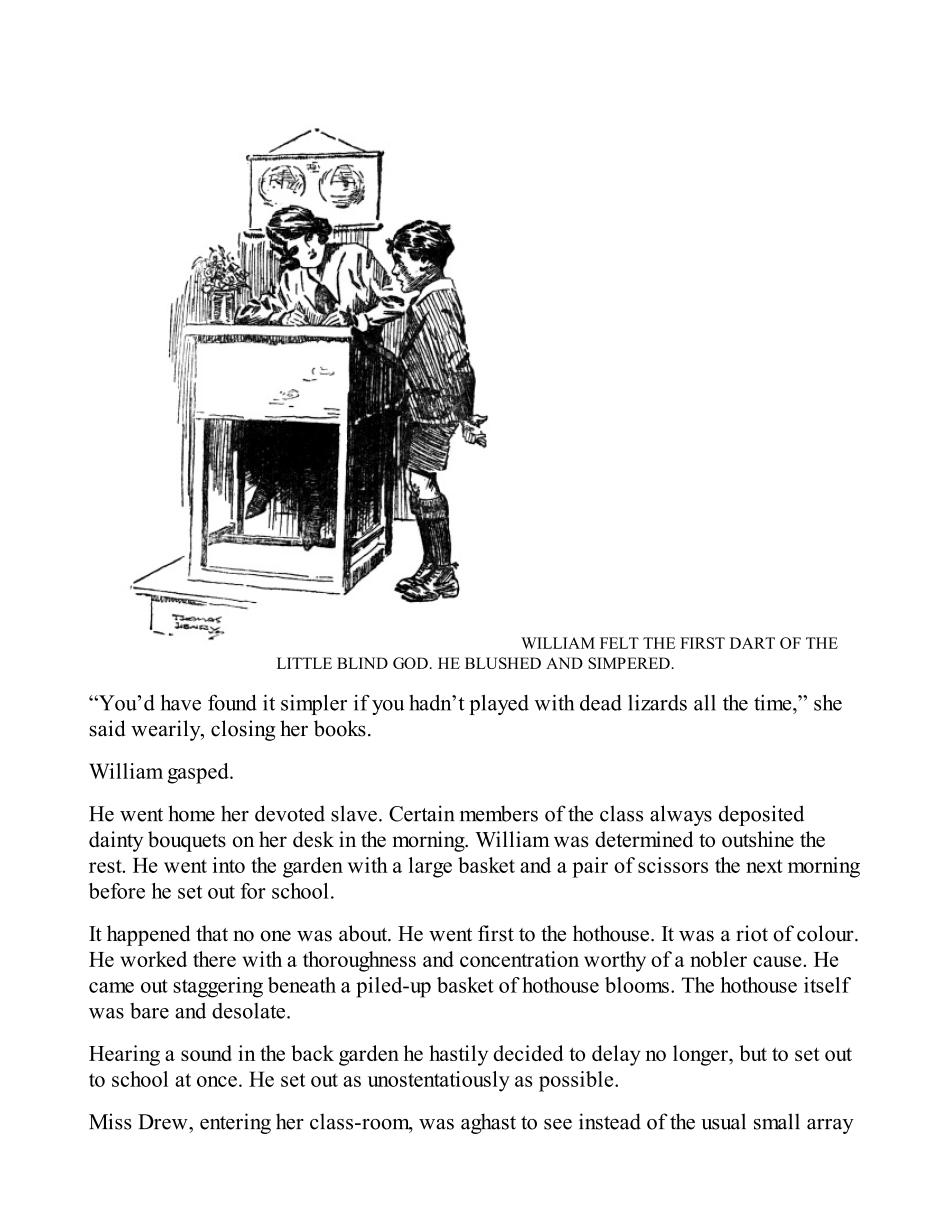 THOMAS
HENRY
WILLIAM FELT THE FIRST DART OF THE
LITTLE BLIND GOD. HE BLUSHED AND SIMPERED.
“You’d have found it simpler if you hadn’t played with dead lizards all the time,” she
said wearily, closing her books.
William gasped.
He went home her devoted slave. Certain members of the class always deposited
dainty bouquets on her desk in the morning. William was determined to outshine the
rest. He went into the garden with a large basket and a pair of scissors the next morning
before he set out for school.
It happened that no one was about. He went first to the hothouse. It was a riot of colour.
He worked there with a thoroughness and concentration worthy of a nobler cause. He
came out staggering beneath a piled-up basket of hothouse blooms. The hothouse itself
was bare and desolate.
Hearing a sound in the back garden he hastily decided to delay no longer, but to set out
to school at once. He set out as unostentatiously as possible.
Miss Drew, entering her class-room, was aghast to see instead of the usual small array